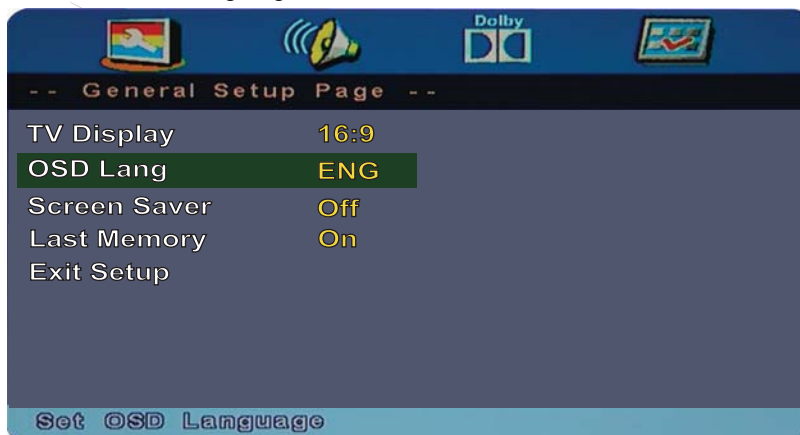 Dolby
-- General Setup Page --
TV Display 16:9
OSD Lang ENG
Screen Saver Off
Last Memory On
Exit Setup
Set OSD Language